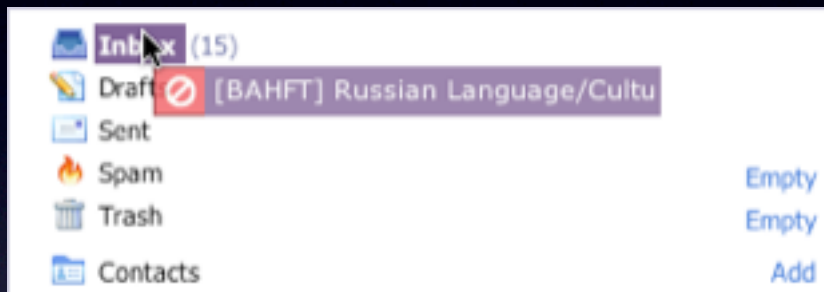 Inbox (15)
Drafts
[BAHFT] Russian Language/Cultu
Sent
Spam Empty
Trash Empty
Contacts Add